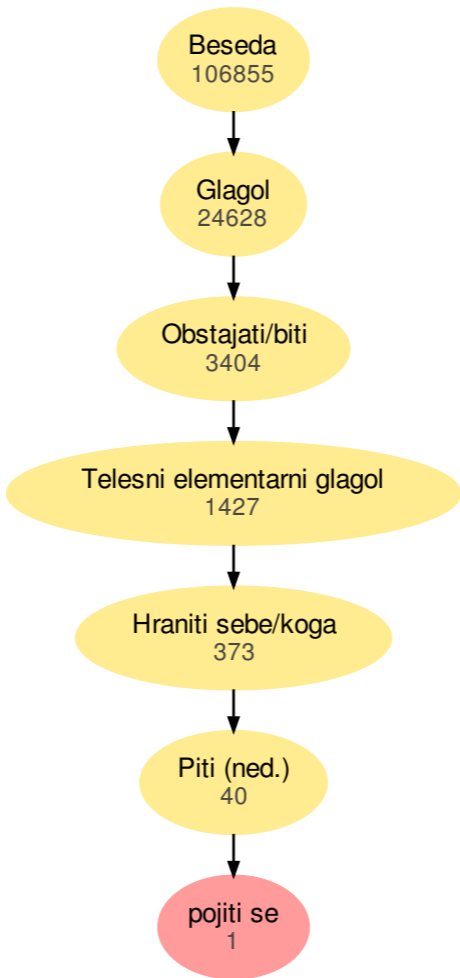 Beseda
106855
Glagol
24628
Obstajati/biti
3404
Telesni elementarni glagol
1427
Hraniti sebe/koga
373
Piti (ned.)
40
pojiti se
1